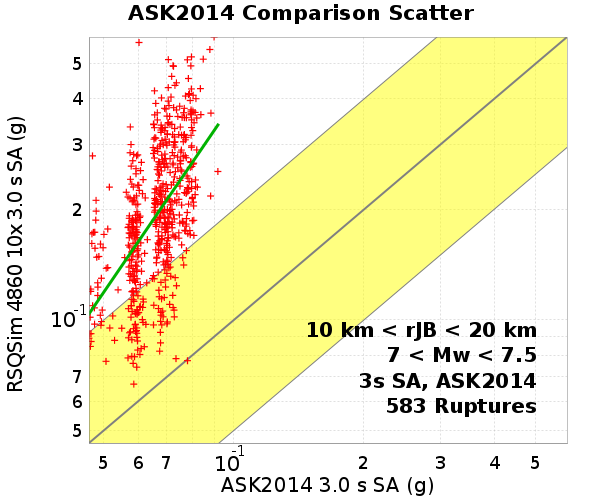 ASK2014 Comparison Scatter
RSQSim 4860 10x 3.0 s SA (g)
5
4
3
2
10-1
7
6
5
10 km < rJB < 20 km
7 < Mw < 7.5
3s SA, ASK2014
583 Ruptures
5 6 7 10-1 2 3 4 5
ASK2014 3.0 s SA (g)